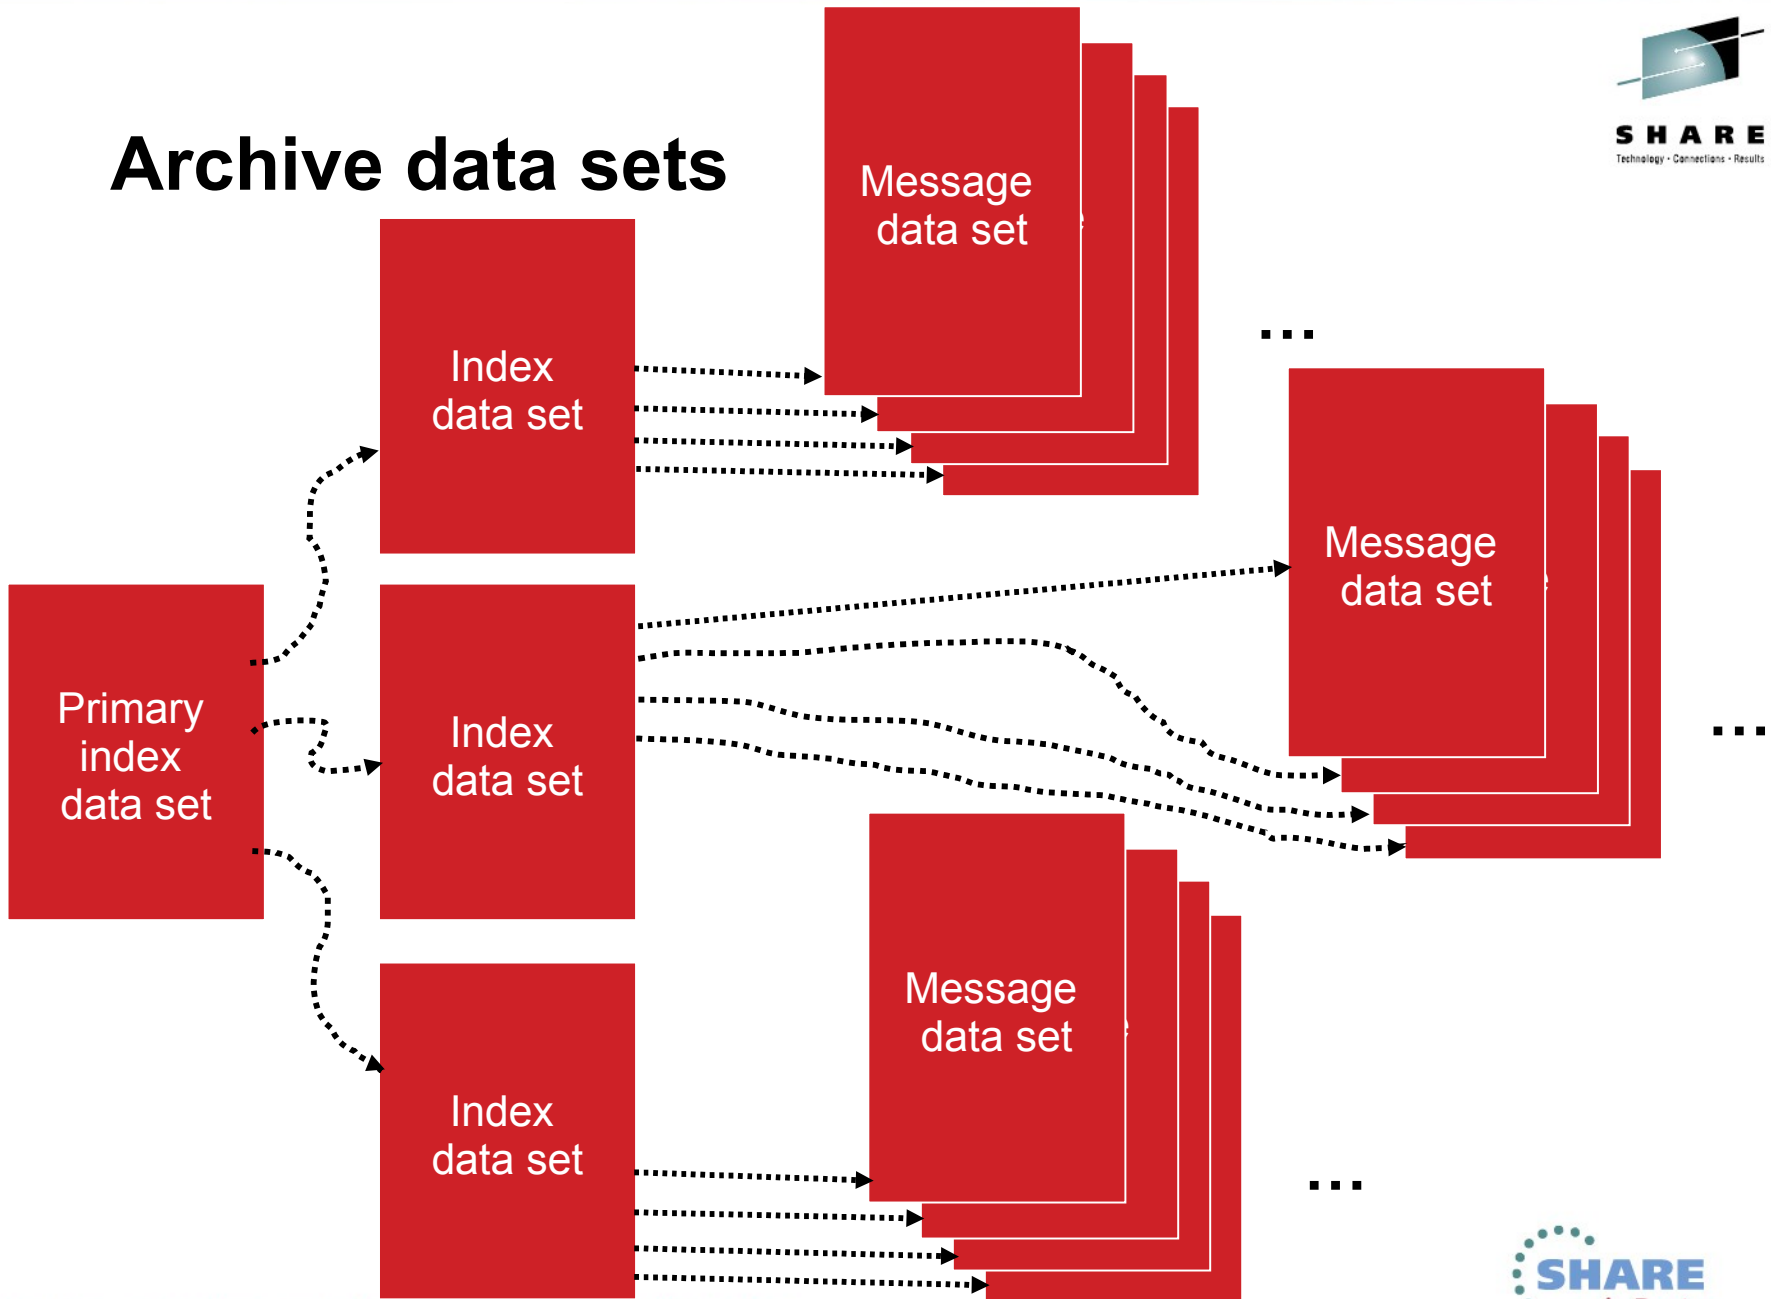 Archive data sets
SHARE
Technology · Connections · Results
Message
data set
Index
data set
...
Message
data set
Primary
index
data set
Index
data set
...
Message
data set
Index
data set
...
SHARE